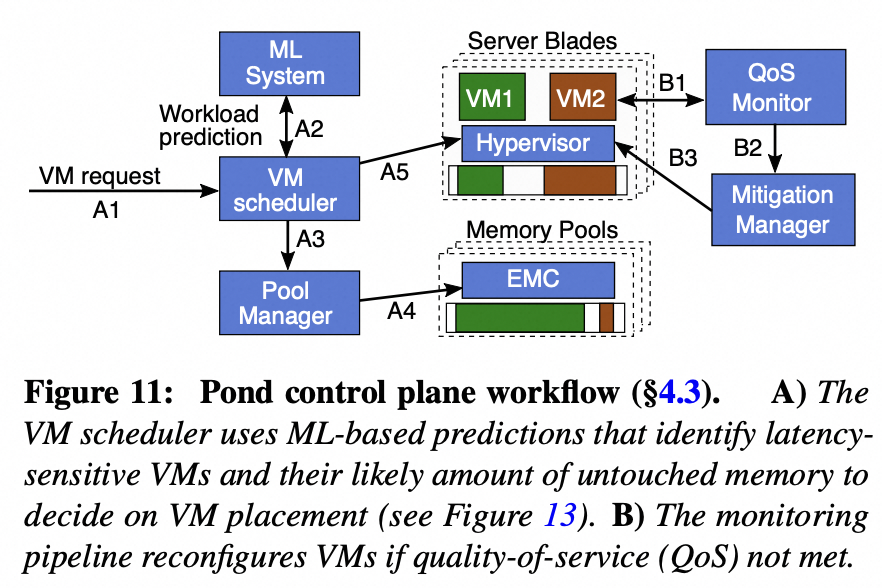 ML
System
Workload
prediction
A2
VM request
A1
VM
scheduler
A5
A3
Pool
Manager
A4
Server Blades
VM1
VM2
Hypervisor
Memory Pools
EMC
B1
QoS
Monitor
B2
B3
Mitigation
Manager
Figure 11: Pond control plane workflow (§4.3). A) The
VM scheduler uses ML-based predictions that identify latency-
sensitive VMs and their likely amount of untouched memory to
decide on VM placement (see Figure 13). B) The monitoring
pipeline reconfigures VMs if quality-of-service (QoS) not met.